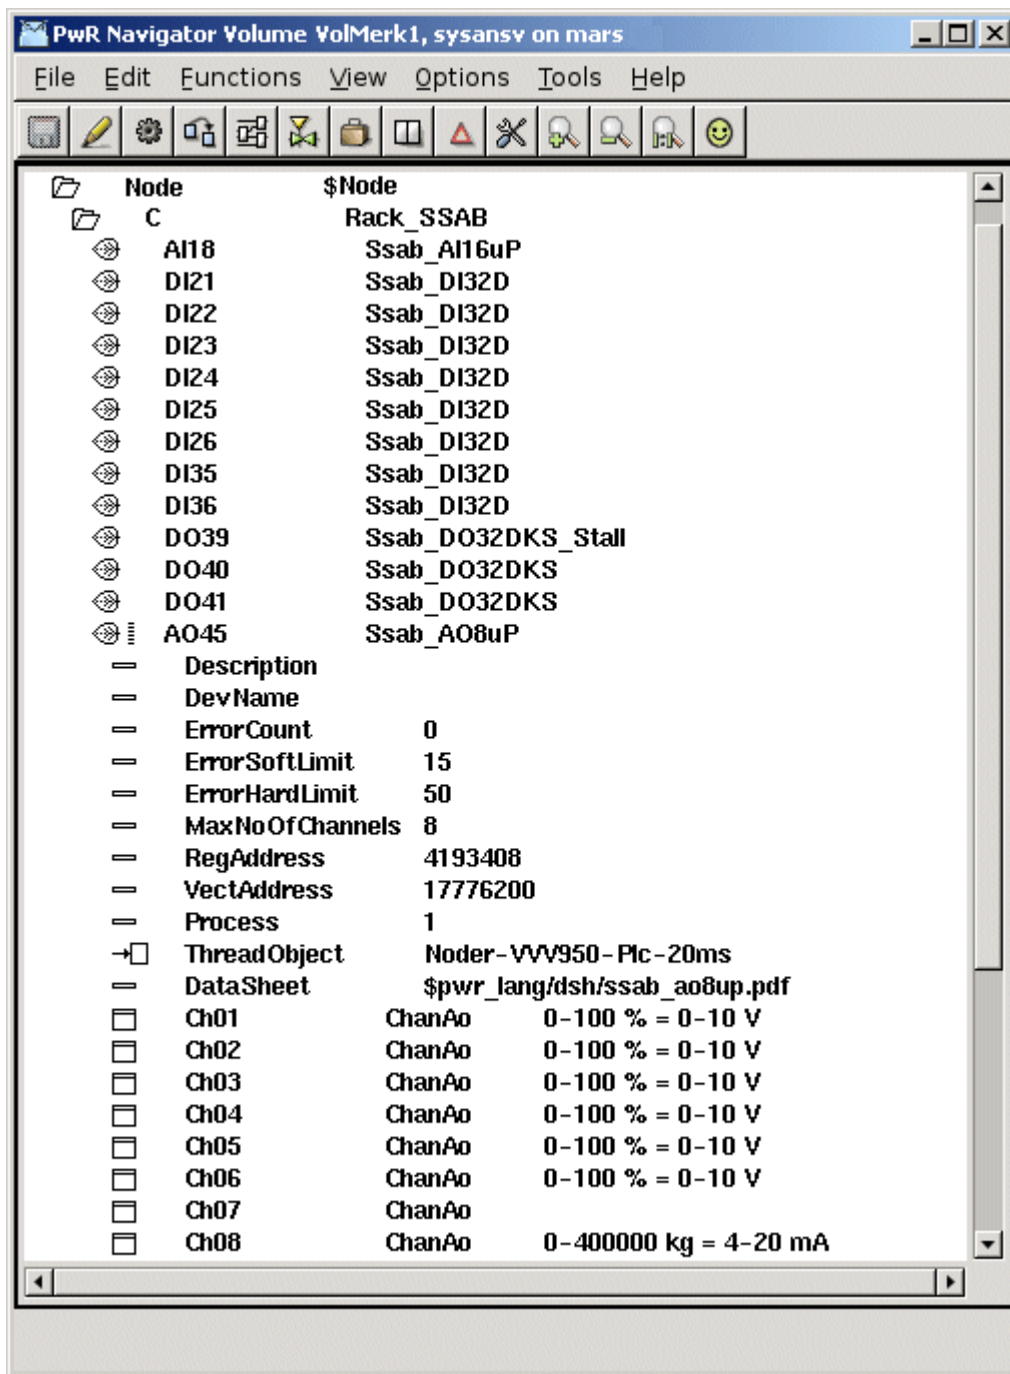 PwR Navigator Volume VolMerk1, sysansv on mars
File Edit Functions View Options Tools Help
Node $Node
C Rack_SSAB
AI18 Ssab_AI16uP
DI21 Ssab_DI32D
DI22 Ssab_DI32D
DI23 Ssab_DI32D
DI24 Ssab_DI32D
DI25 Ssab_DI32D
DI26 Ssab_DI32D
DI35 Ssab_DI32D
DI36 Ssab_DI32D
DO39 Ssab_DO32DKS_Stall
DO40 Ssab_DO32DKS
DO41 Ssab_DO32DKS
AO45 Ssab_AO8uP
Description
DevName
ErrorCount 0
ErrorSoftLimit 15
ErrorHardLimit 50
MaxNoOfChannels 8
RegAddress 4193408
VectAddress 17776200
Process 1
ThreadObject Noder-VVV950-Plc-20ms
DataSheet $pwr_lang/dsh/ssab_ao8up.pdf
Ch01 ChanAo 0-100 % = 0-10 V
Ch02 ChanAo 0-100 % = 0-10 V
Ch03 ChanAo 0-100 % = 0-10 V
Ch04 ChanAo 0-100 % = 0-10 V
Ch05 ChanAo 0-100 % = 0-10 V
Ch06 ChanAo 0-100 % = 0-10 V
Ch07 ChanAo
Ch08 ChanAo 0-400000 kg = 4-20 mA